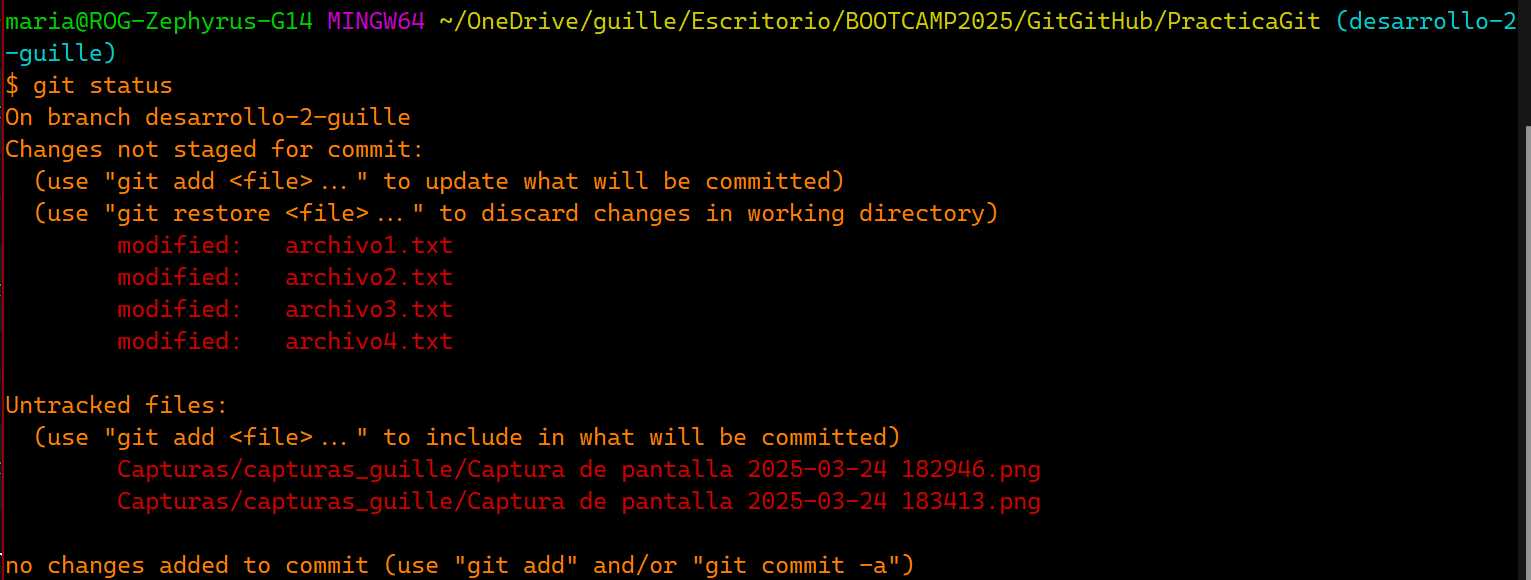 maria@ROG-Zephyrus-G14 MINGW64 ~/OneDrive/guille/Escritorio/BOOTCAMP2025/GitGitHub/PracticaGit (desarrollo-2
-guille)
$ git status
On branch desarrollo-2-guille
Changes not staged for commit:
  (use "git add <file>..." to update what will be committed)
  (use "git restore <file>..." to discard changes in working directory)
        modified:   archivo1.txt
        modified:   archivo2.txt
        modified:   archivo3.txt
        modified:   archivo4.txt

Untracked files:
  (use "git add <file>..." to include in what will be committed)
        Capturas/capturas_guille/Captura de pantalla 2025-03-24 182946.png
        Capturas/capturas_guille/Captura de pantalla 2025-03-24 183413.png

no changes added to commit (use "git add" and/or "git commit -a")